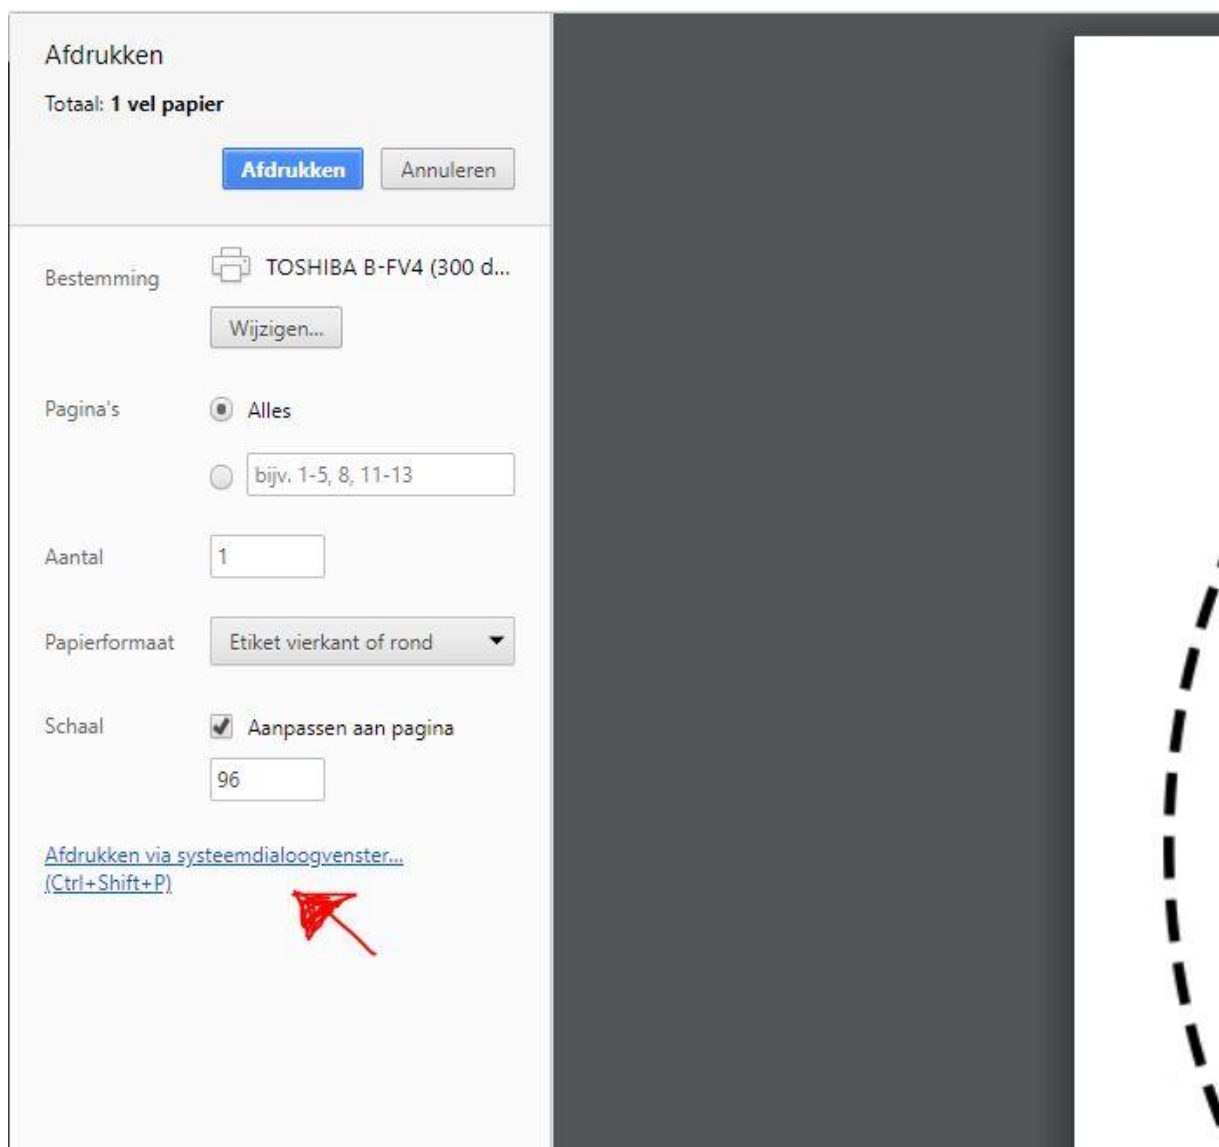 Afdrukken
Totaal: 1 vel papier
Afdrukken Annuleren
Bestemming TOSHIBA B-FV4 (300 d...
Wijzigen...
Pagina's Alles
bijv. 1-5, 8, 11-13
Aantal 1
Papierformaat Etiket vierkant of rond
Schaal Aanpassen aan pagina
96
Afdrukken via systeemdialoogvenster...
(Ctrl+Shift+P)